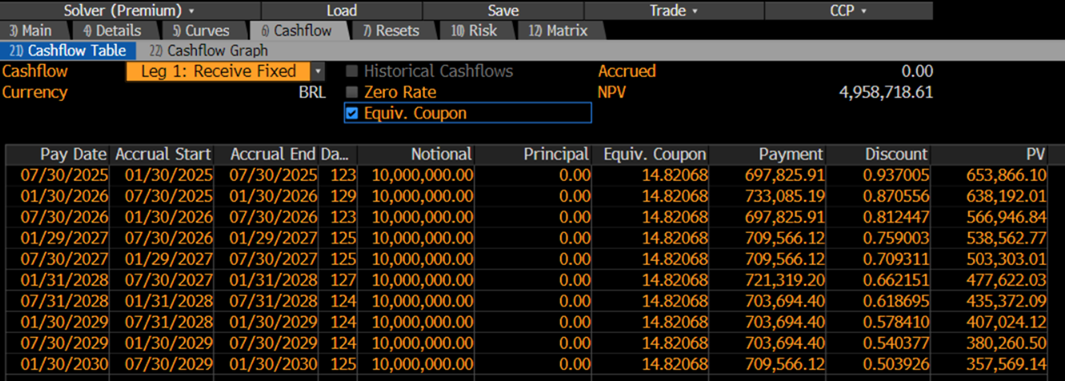 Solver (Premium) Load Save Trade CCP
3) Main 4) Details 5) Curves 6) Cashflow 7) Resets 10) Risk 12) Matrix
21) Cashflow Table 22) Cashflow Graph
Cashflow Leg 1: Receive Fixed Historical Cashflows Accrued 0.00
Currency BRL Zero Rate NPV 4,958,718.61
Equiv. Coupon
Pay Date Accrual Start Accrual End Da... Notional Principal Equiv. Coupon Payment Discount PV
07/30/2025 01/30/2025 07/30/2025 123 10,000,000.00 0.00 14.82068 697,825.91 0.937005 653,866.10
01/30/2026 07/30/2025 01/30/2026 129 10,000,000.00 0.00 14.82068 733,085.19 0.870556 638,192.01
07/30/2026 01/30/2026 07/30/2026 123 10,000,000.00 0.00 14.82068 697,825.91 0.812447 566,946.84
01/29/2027 07/30/2026 01/29/2027 125 10,000,000.00 0.00 14.82068 709,566.12 0.759003 538,562.77
07/30/2027 01/29/2027 07/30/2027 125 10,000,000.00 0.00 14.82068 709,566.12 0.709311 503,303.01
01/31/2028 07/30/2027 01/31/2028 127 10,000,000.00 0.00 14.82068 721,319.20 0.662151 477,622.03
07/31/2028 01/31/2028 07/31/2028 124 10,000,000.00 0.00 14.82068 703,694.40 0.618695 435,372.09
01/30/2029 07/31/2028 01/30/2029 124 10,000,000.00 0.00 14.82068 703,694.40 0.578410 407,024.12
07/30/2029 01/30/2029 07/30/2029 124 10,000,000.00 0.00 14.82068 703,694.40 0.540377 380,260.50
01/30/2030 07/30/2029 01/30/2030 125 10,000,000.00 0.00 14.82068 709,566.12 0.503926 357,569.14